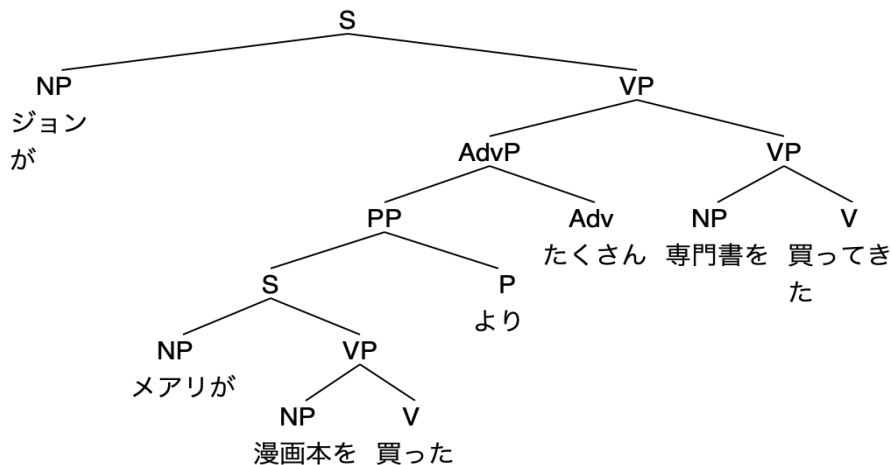 S
NP VP
ジョン
が
AdvP VP
PP Adv NP V
たくさん 専門書を 買ってき
た
S P
より
NP VP
メアリが
NP V
漫画本を 買った